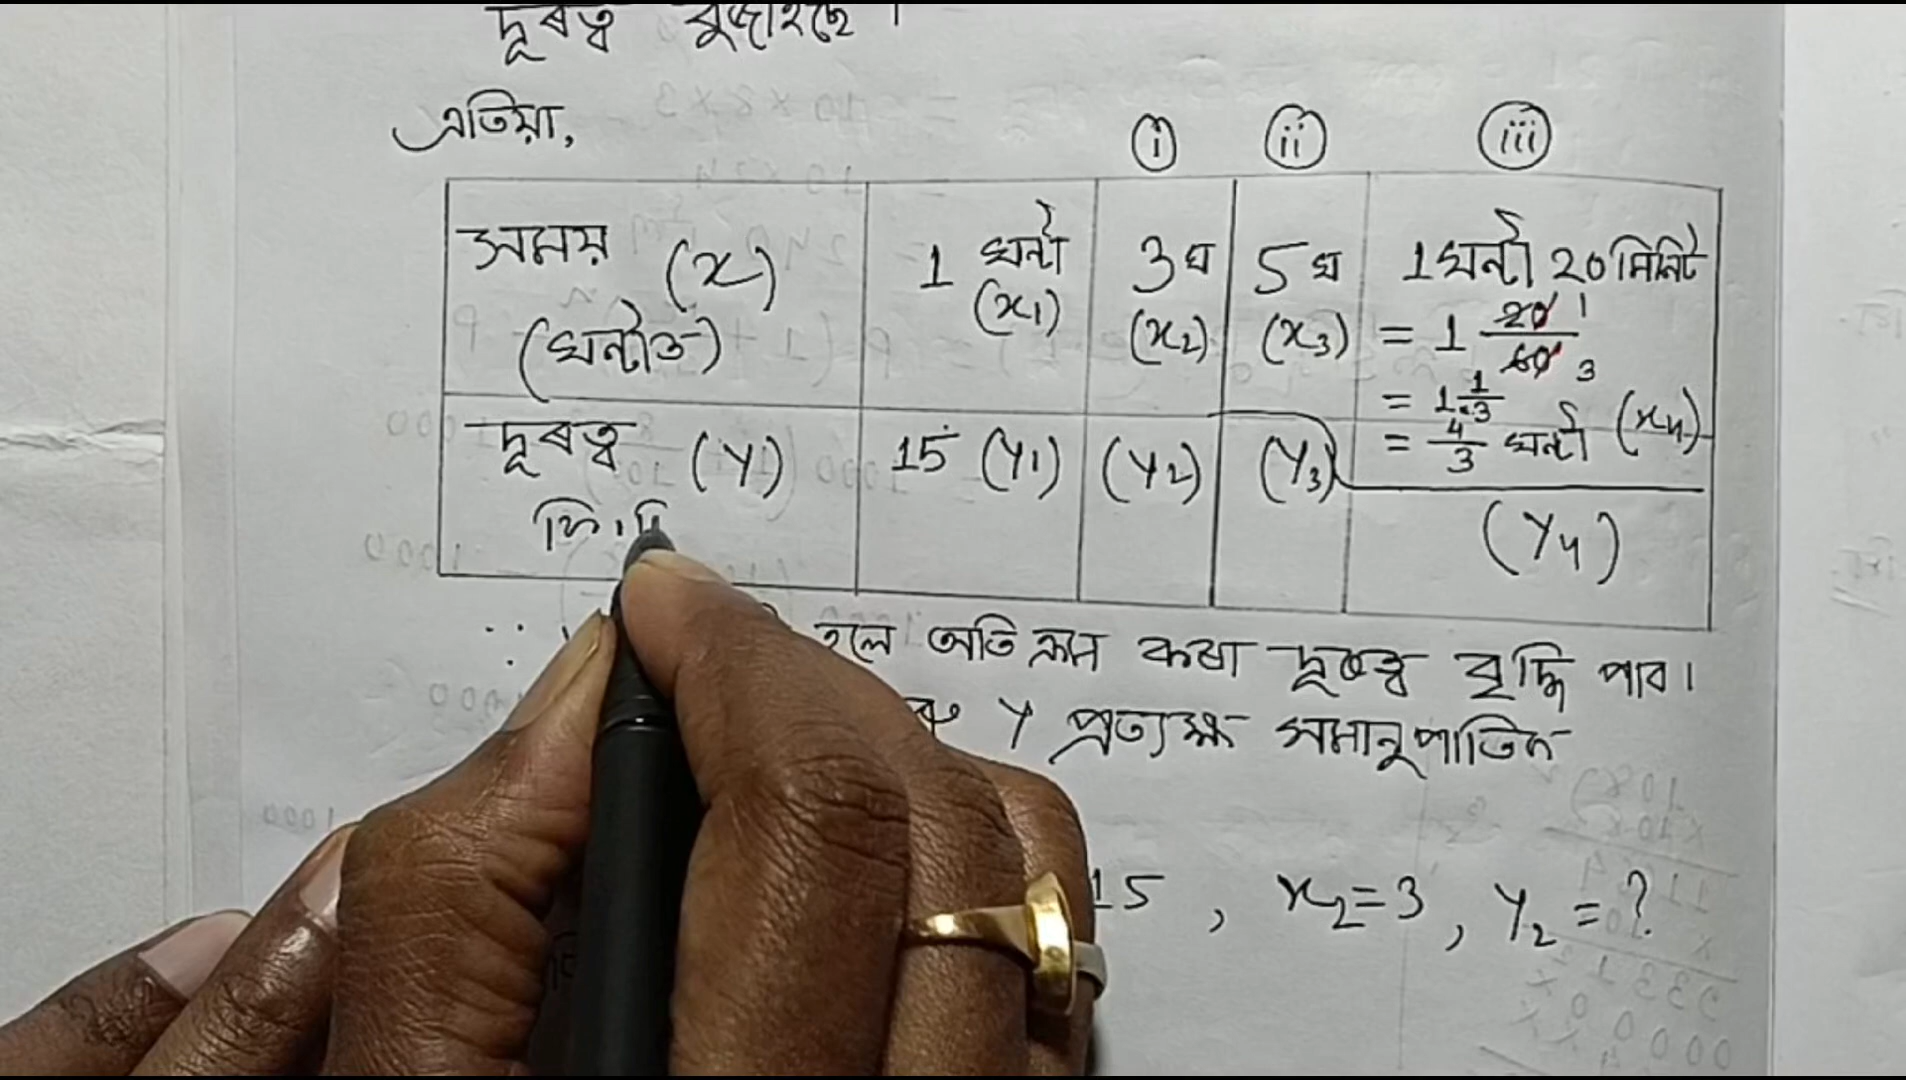 দূৰত্ব বুজাইছে।
এতিয়া,
i ii iii
সময় (x) (ঘন্টাত) 1 ঘন্টা (x1) 3ঘ (x2) 5ঘ (x3) 1ঘন্টা 20মিনিট
= 1 20/60 1 3
= 1 1/3
= 4/3 ঘন্টা (x4)
দূৰত্ব (y) 15 (y1) (y2) (y3) (y4)
কি.
∴ হলে অতিক্ৰম কৰা দূৰত্ব বৃদ্ধি পাব।
y প্ৰত্যক্ষ সমানুপাতিক
15, x2=3, y2=?